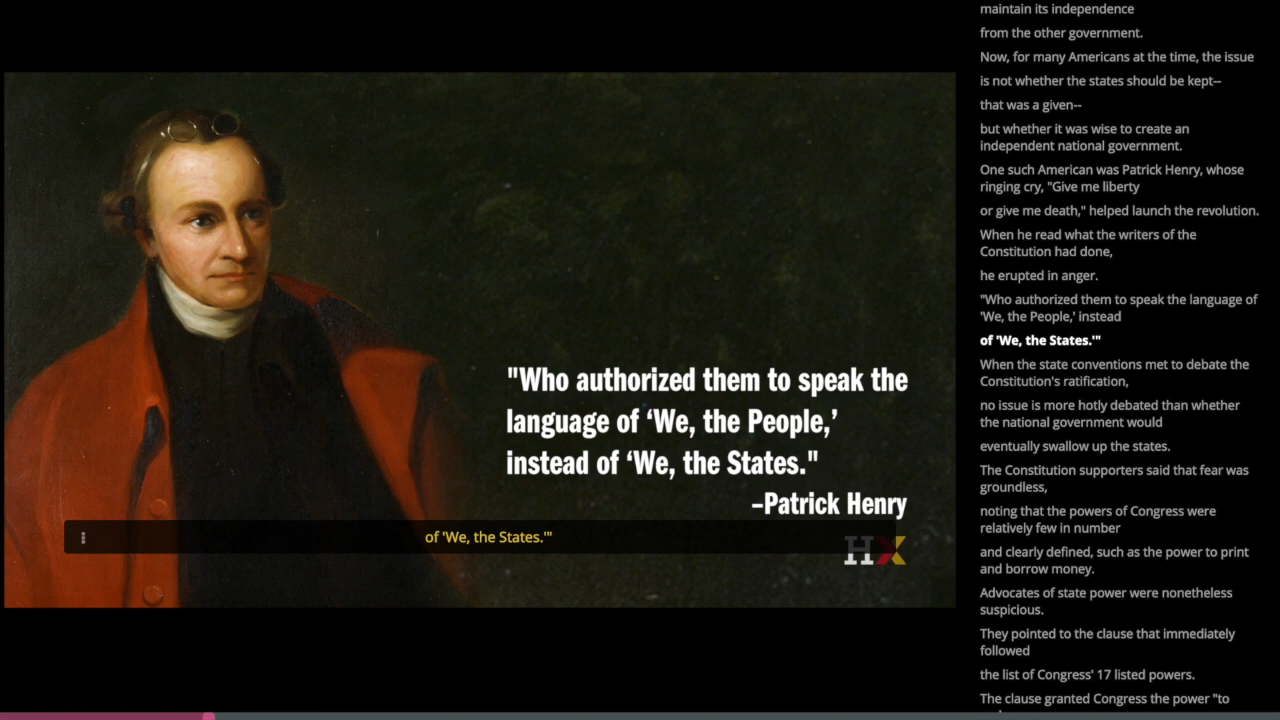 "Who authorized them to speak the
language of ‘We, the People,’
instead of ‘We, the States."
–Patrick Henry
of 'We, the States.'"
HX
maintain its independence
from the other government.
Now, for many Americans at the time, the issue
is not whether the states should be kept--
that was a given--
but whether it was wise to create an
independent national government.
One such American was Patrick Henry, whose
ringing cry, "Give me liberty
or give me death," helped launch the revolution.
When he read what the writers of the
Constitution had done,
he erupted in anger.
"Who authorized them to speak the language of
'We, the People,' instead
of 'We, the States.'"
When the state conventions met to debate the
Constitution's ratification,
no issue is more hotly debated than whether
the national government would
eventually swallow up the states.
The Constitution supporters said that fear was
groundless,
noting that the powers of Congress were
relatively few in number
and clearly defined, such as the power to print
and borrow money.
Advocates of state power were nonetheless
suspicious.
They pointed to the clause that immediately
followed
the list of Congress' 17 listed powers.
The clause granted Congress the power "to